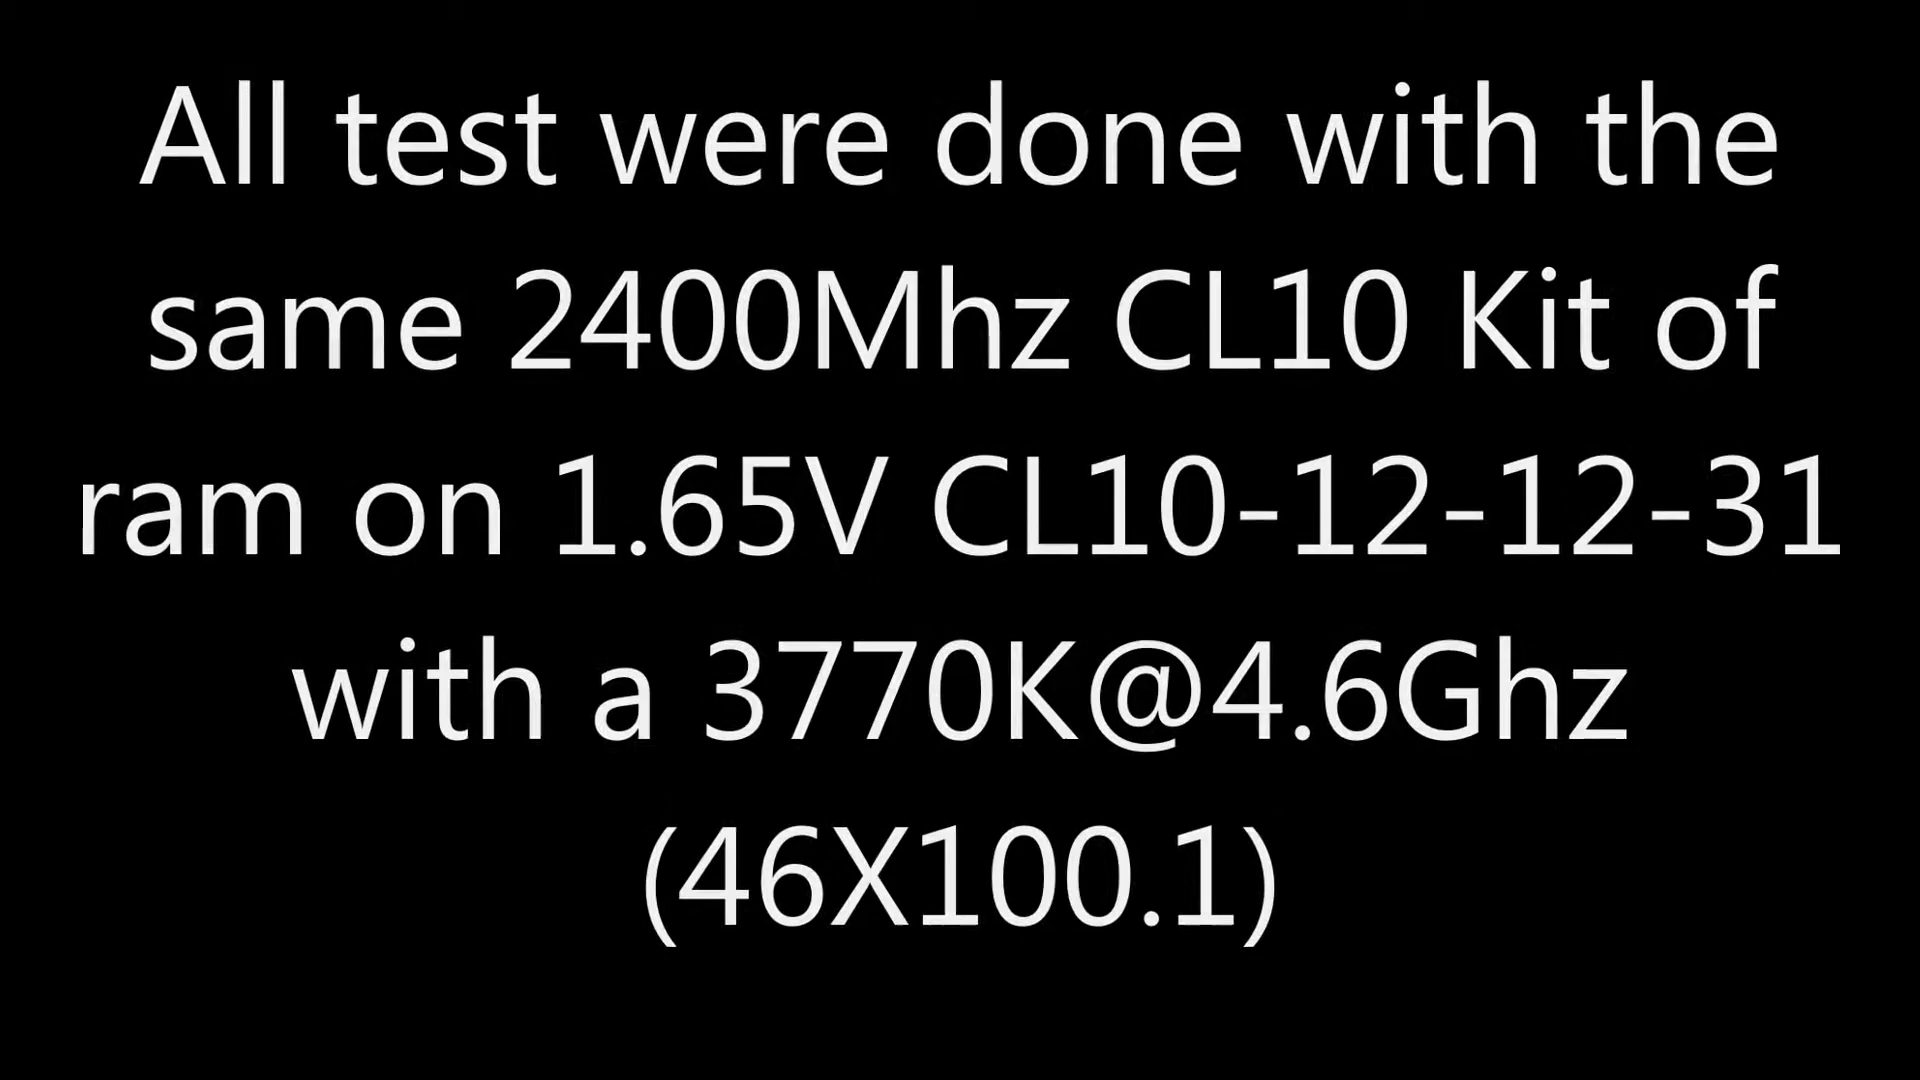 All test were done with the
same 2400Mhz CL10 Kit of
ram on 1.65V CL10-12-12-31
with a 3770K@4.6Ghz
(46X100.1)